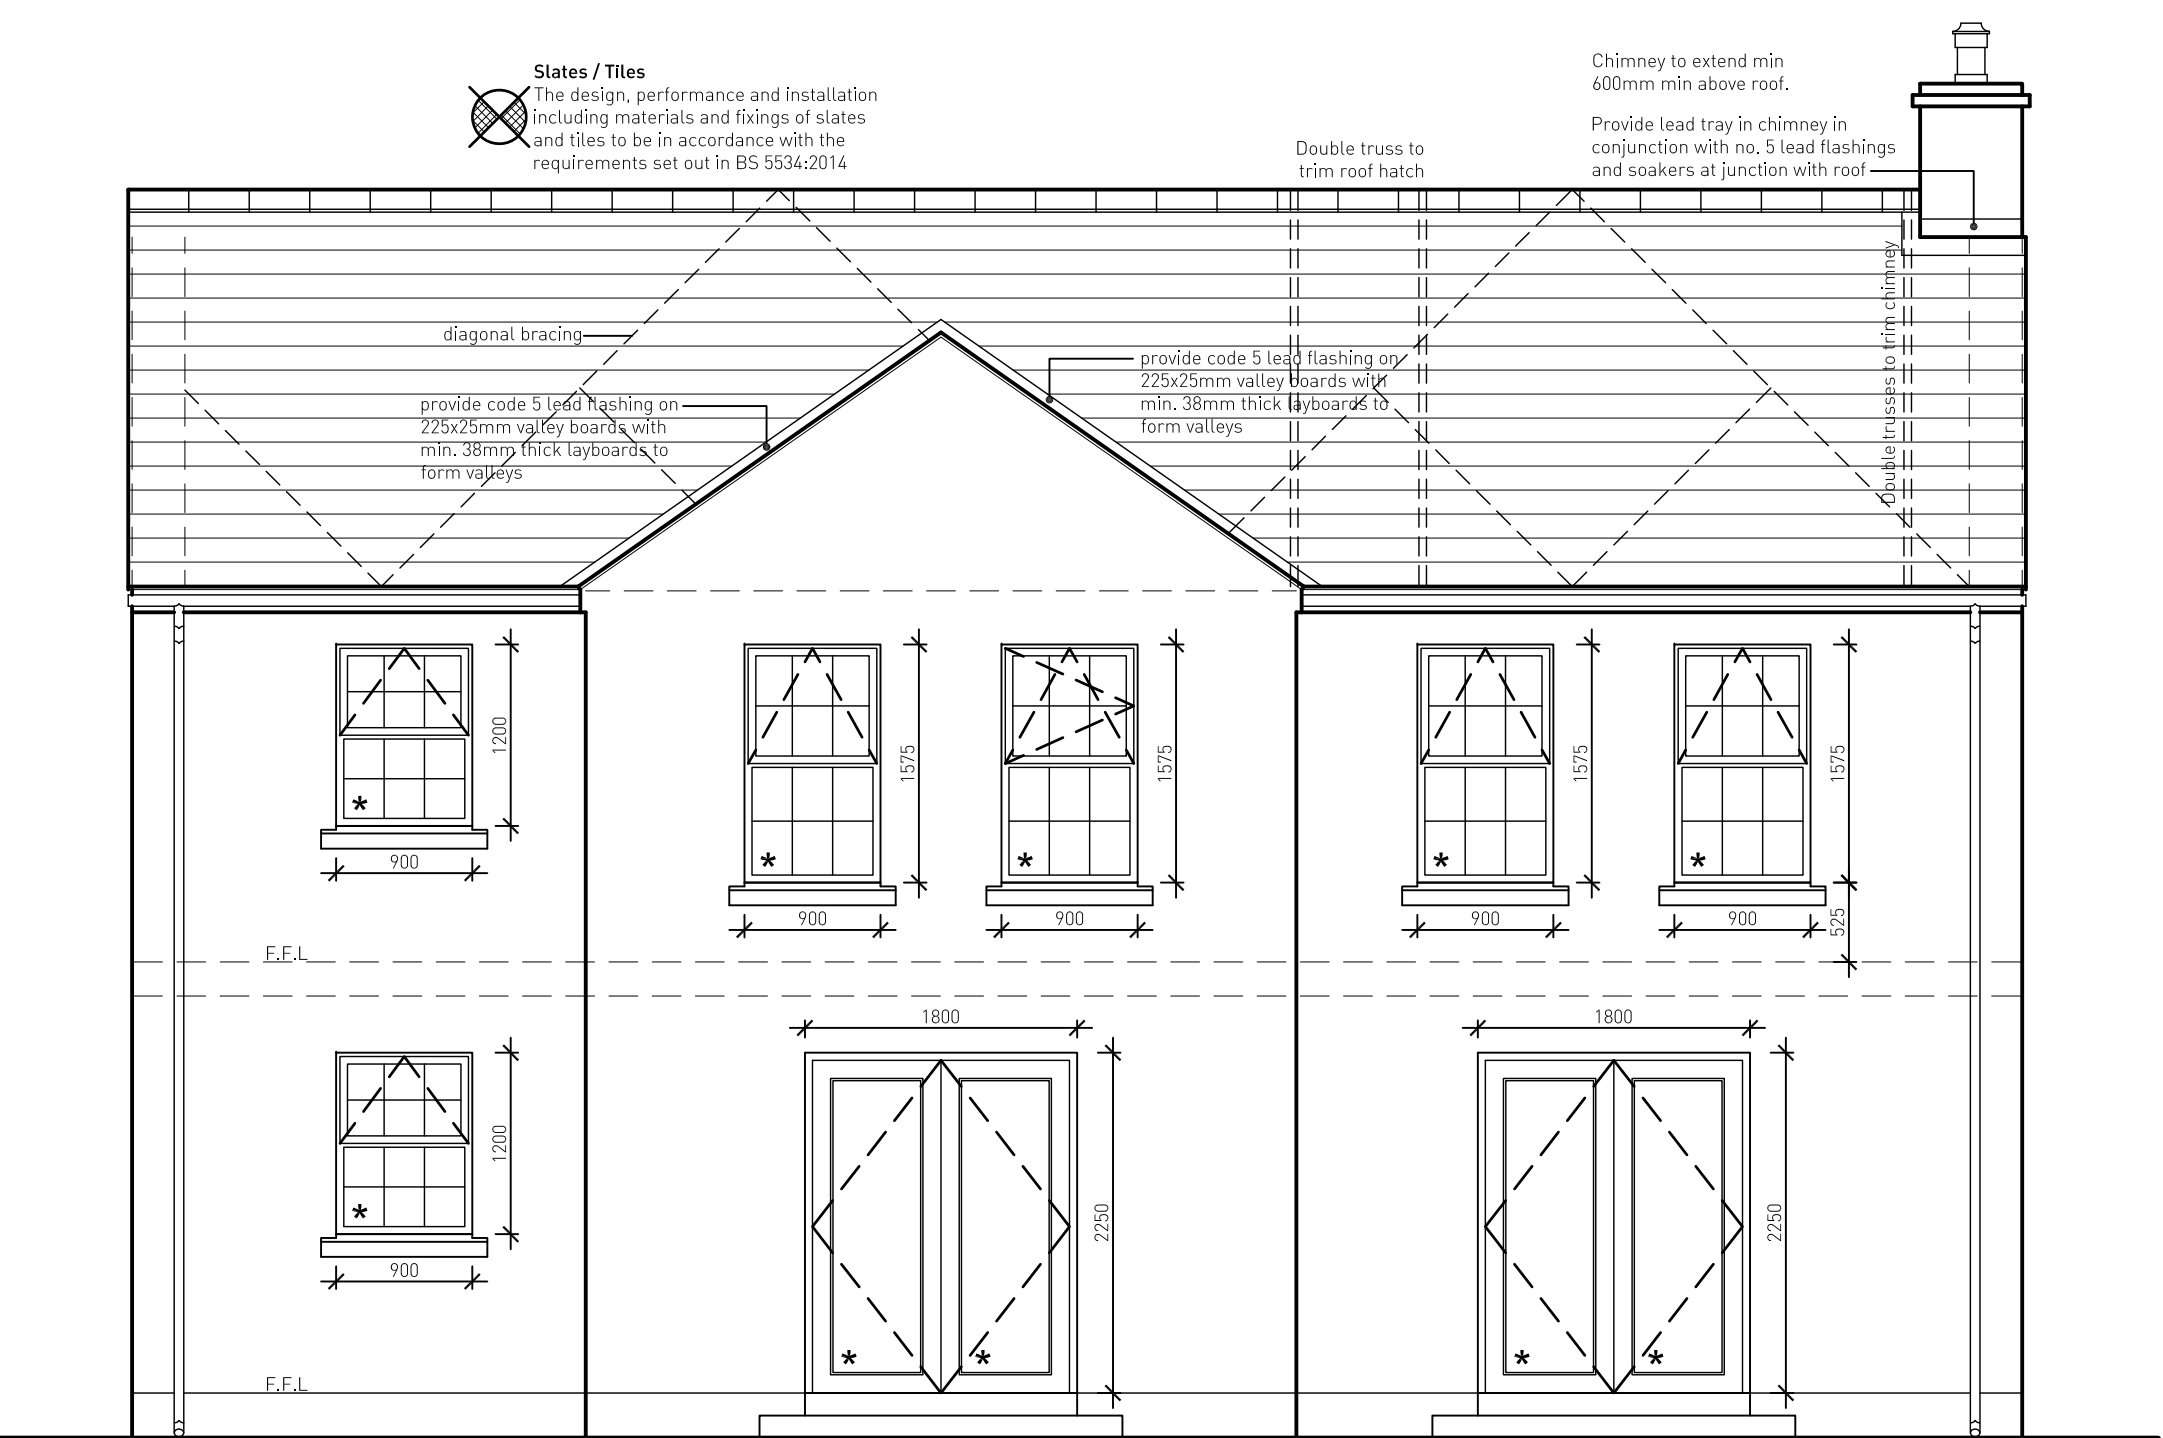 Slates / Tiles
The design, performance and installation
including materials and fixings of slates
and tiles to be in accordance with the
requirements set out in BS 5534:2014
Chimney to extend min
600mm min above roof.
Provide lead tray in chimney in
conjunction with no. 5 lead flashings
and soakers at junction with roof
Double truss to
trim roof hatch
Double trusses to trim chimney
diagonal bracing
provide code 5 lead flashing on
225x25mm valley boards with
min. 38mm thick layboards to
form valleys
provide code 5 lead flashing on
225x25mm valley boards with
min. 38mm thick layboards to
form valleys
1200
1575
1575
1575
1575
*
*
*
*
*
900
900
900
900
900
525
F.F.L
1800
1800
1200
2250
2250
*
900
*
*
*
*
F.F.L